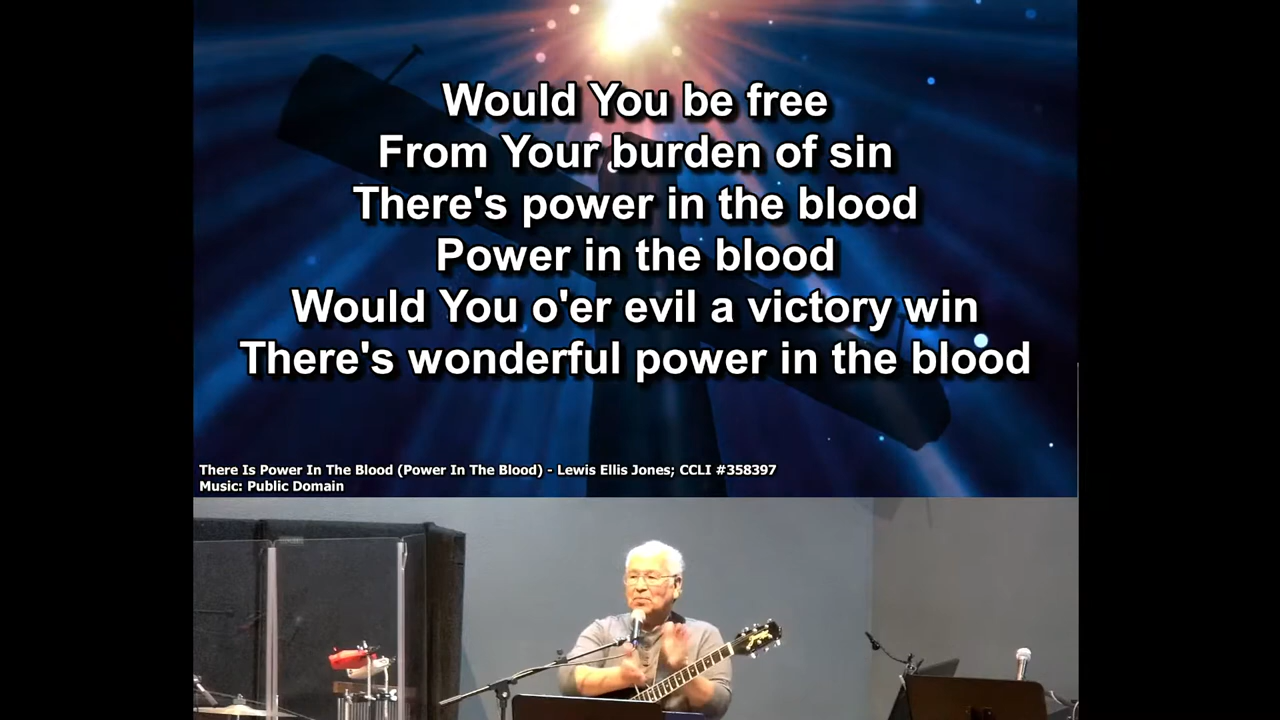 Would You be free
From Your burden of sin
There's power in the blood
Power in the blood
Would You o'er evil a victory win
There's wonderful power in the blood
There Is Power In The Blood (Power In The Blood) - Lewis Ellis Jones; CCLI #358397
Music: Public Domain